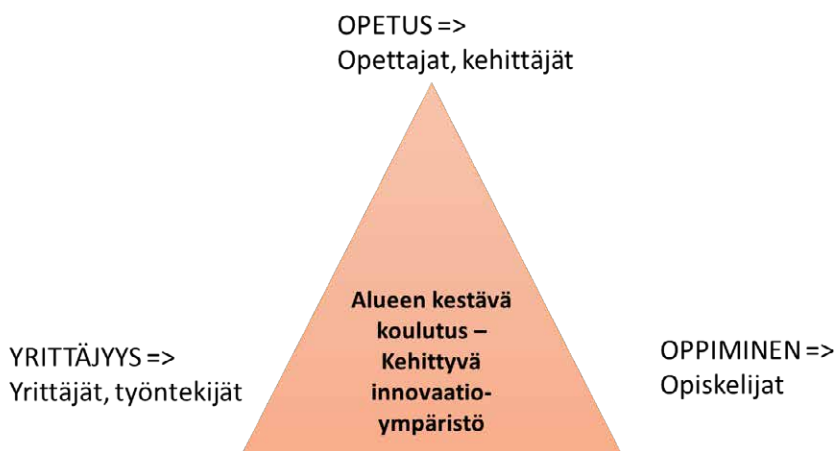 OPETUS =>
Opettajat, kehittäjät
Alueen kestävä
koulutus –
Kehittyvä
innovaatio-
ympäristö
YRITTÄJYYS =>
Yrittäjät, työntekijät
OPPIMINEN =>
Opiskelijat